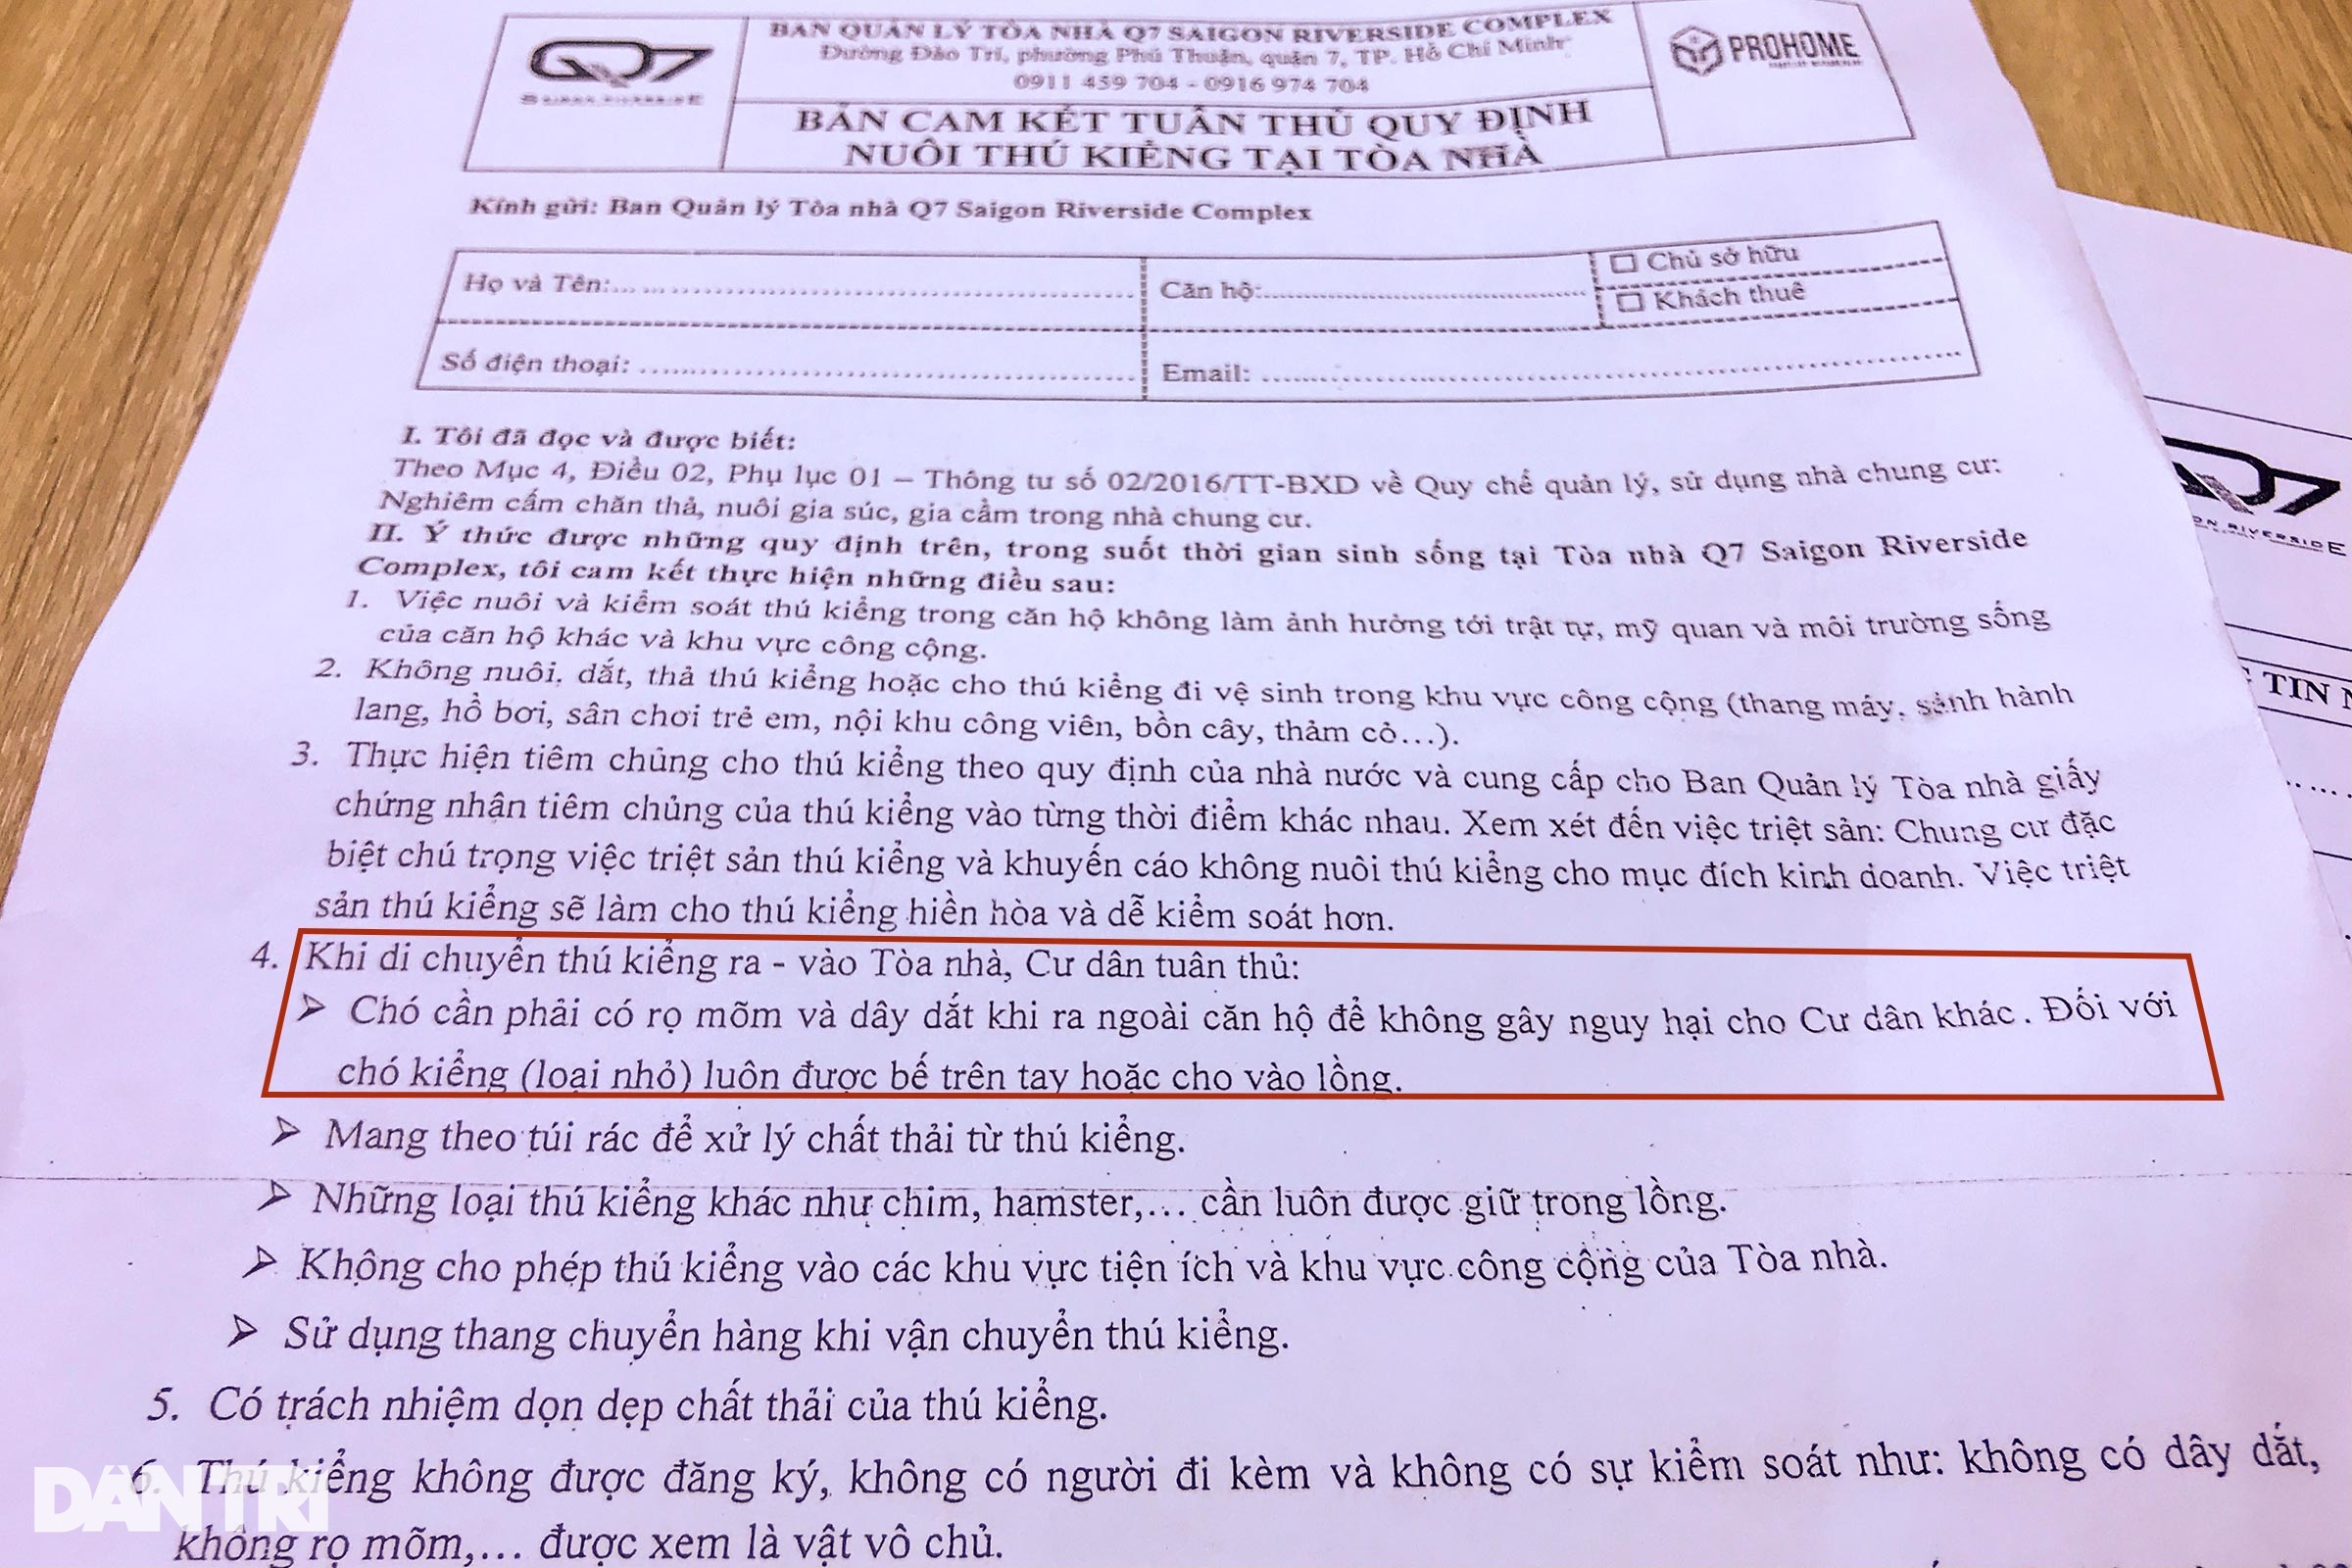 Q7
SAIGON RIVERSIDE
BAN QUẢN LÝ TÒA NHÀ Q7 SAIGON RIVERSIDE COMPLEX
Đường Đào Trí, phường Phú Thuận, quận 7, TP. Hồ Chí Minh
0911 459 704 - 0916 974 704
BẢN CAM KẾT TUÂN THỦ QUY ĐỊNH
NUÔI THÚ KIỂNG TẠI TÒA NHÀ
PROHOME
Kính gửi: Ban Quản lý Tòa nhà Q7 Saigon Riverside Complex
Họ và Tên:.......... Căn hộ:.......... ☐ Chủ sở hữu
☐ Khách thuê
Số điện thoại: .......... Email: ..........
I. Tôi đã đọc và được biết:
Theo Mục 4, Điều 02, Phụ lục 01 – Thông tư số 02/2016/TT-BXD về Quy chế quản lý, sử dụng nhà chung cư:
Nghiêm cấm chăn thả, nuôi gia súc, gia cầm trong nhà chung cư.
II. Ý thức được những quy định trên, trong suốt thời gian sinh sống tại Tòa nhà Q7 Saigon Riverside
Complex, tôi cam kết thực hiện những điều sau:
1. Việc nuôi và kiểm soát thú kiểng trong căn hộ không làm ảnh hưởng tới trật tự, mỹ quan và môi trường sống
của căn hộ khác và khu vực công cộng.
2. Không nuôi, dắt, thả thú kiểng hoặc cho thú kiểng đi vệ sinh trong khu vực công cộng (thang máy, sảnh hành
lang, hồ bơi, sân chơi trẻ em, nội khu công viên, bồn cây, thảm cỏ...).
3. Thực hiện tiêm chủng cho thú kiểng theo quy định của nhà nước và cung cấp cho Ban Quản lý Tòa nhà giấy
chứng nhận tiêm chủng của thú kiểng vào từng thời điểm khác nhau. Xem xét đến việc triệt sản: Chung cư đặc
biệt chú trọng việc triệt sản thú kiểng và khuyến cáo không nuôi thú kiểng cho mục đích kinh doanh. Việc triệt
sản thú kiểng sẽ làm cho thú kiểng hiền hòa và dễ kiểm soát hơn.
4. Khi di chuyển thú kiểng ra - vào Tòa nhà, Cư dân tuân thủ:
➢ Chó cần phải có rọ mõm và dây dắt khi ra ngoài căn hộ để không gây nguy hại cho Cư dân khác. Đối với
chó kiểng (loại nhỏ) luôn được bế trên tay hoặc cho vào lồng.
➢ Mang theo túi rác để xử lý chất thải từ thú kiểng.
➢ Những loại thú kiểng khác như chim, hamster,... cần luôn được giữ trong lồng.
➢ Không cho phép thú kiểng vào các khu vực tiện ích và khu vực công cộng của Tòa nhà.
➢ Sử dụng thang chuyển hàng khi vận chuyển thú kiểng.
5. Có trách nhiệm dọn dẹp chất thải của thú kiểng.
6. Thú kiểng không được đăng ký, không có người đi kèm và không có sự kiểm soát như: không có dây dắt,
không rọ mõm,... được xem là vật vô chủ.
Q7
ON RIVERSIDE
TIN
DÂN TRÍ